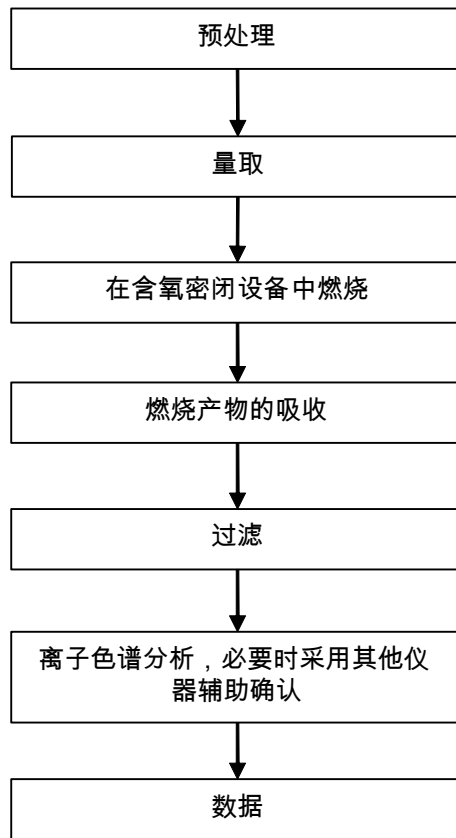 预处理
量取
在含氧密闭设备中燃烧
燃烧产物的吸收
过滤
离子色谱分析，必要时采用其他仪
器辅助确认
数据